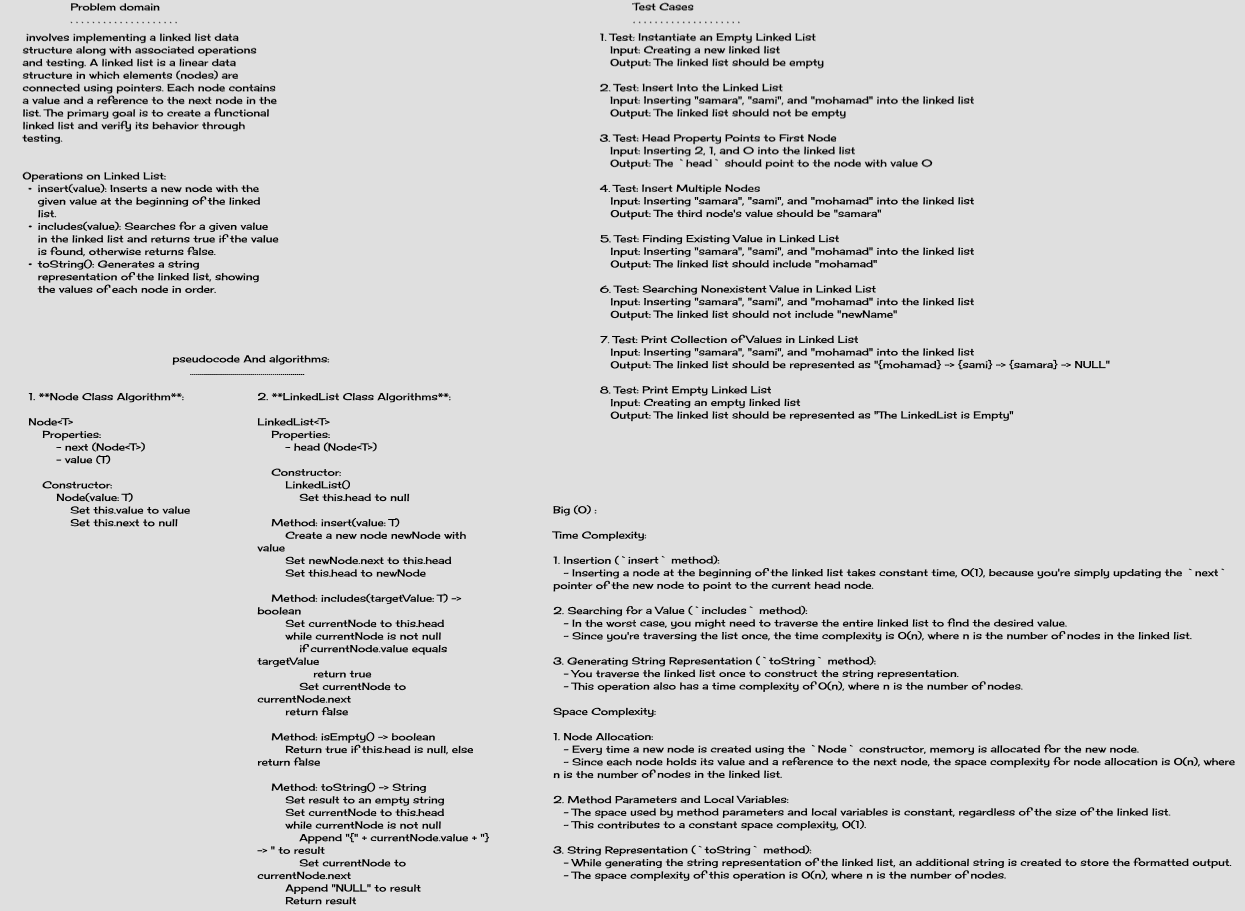 Problem domain
....................
involves implementing a linked list data
structure along with associated operations
and testing. A linked list is a linear data
structure in which elements (nodes) are
connected using pointers. Each node contains
a value and a reference to the next node in the
list. The primary goal is to create a functional
linked list and verify its behavior through
testing.
Operations on Linked List:
• insert(value): Inserts a new node with the
given value at the beginning of the linked
list.
• includes(value): Searches for a given value
in the linked list and returns true if the value
is found, otherwise returns false.
• toString(): Generates a string
representation of the linked list, showing
the values of each node in order.
pseudocode And algorithms:
1. **Node Class Algorithm**:
Node<T>
Properties:
- next (Node<T>)
- value (T)
Constructor:
Node(value: T)
Set this.value to value
Set this.next to null
2. **LinkedList Class Algorithms**:
LinkedList<T>
Properties:
- head (Node<T>)
Constructor:
LinkedList()
Set this.head to null
Method: insert(value: T)
Create a new node newNode with
value
Set newNode.next to this.head
Set this.head to newNode
Method: includes(targetValue: T) ->
boolean
Set currentNode to this.head
while currentNode is not null
if currentNode.value equals
targetValue
return true
Set currentNode to
currentNode.next
return false
Method: isEmpty() -> boolean
Return true if this.head is null, else
return false
Method: toString() -> String
Set result to an empty string
Set currentNode to this.head
while currentNode is not null
Append "{" + currentNode.value + "}
-> " to result
Set currentNode to
currentNode.next
Append "NULL" to result
Return result
Test Cases
....................
1. Test: Instantiate an Empty Linked List
Input: Creating a new linked list
Output: The linked list should be empty
2. Test: Insert Into the Linked List
Input: Inserting "samara", "sami", and "mohamad" into the linked list
Output: The linked list should not be empty
3. Test: Head Property Points to First Node
Input: Inserting 2, 1, and 0 into the linked list
Output: The `head` should point to the node with value 0
4. Test: Insert Multiple Nodes
Input: Inserting "samara", "sami", and "mohamad" into the linked list
Output: The third node's value should be "samara"
5. Test: Finding Existing Value in Linked List
Input: Inserting "samara", "sami", and "mohamad" into the linked list
Output: The linked list should include "mohamad"
6. Test: Searching Nonexistent Value in Linked List
Input: Inserting "samara", "sami", and "mohamad" into the linked list
Output: The linked list should not include "newName"
7. Test: Print Collection of Values in Linked List
Input: Inserting "samara", "sami", and "mohamad" into the linked list
Output: The linked list should be represented as "{mohamad} -> {sami} -> {samara} -> NULL"
8. Test: Print Empty Linked List
Input: Creating an empty linked list
Output: The linked list should be represented as "The LinkedList is Empty"
Big (O) :
Time Complexity:
1. Insertion (`insert` method):
- Inserting a node at the beginning of the linked list takes constant time, O(1), because you're simply updating the `next`
pointer of the new node to point to the current head node.
2. Searching for a Value (`includes` method):
- In the worst case, you might need to traverse the entire linked list to find the desired value.
- Since you're traversing the list once, the time complexity is O(n), where n is the number of nodes in the linked list.
3. Generating String Representation (`toString` method):
- You traverse the linked list once to construct the string representation.
- This operation also has a time complexity of O(n), where n is the number of nodes.
Space Complexity:
1. Node Allocation:
- Every time a new node is created using the `Node` constructor, memory is allocated for the new node.
- Since each node holds its value and a reference to the next node, the space complexity for node allocation is O(n), where
n is the number of nodes in the linked list.
2. Method Parameters and Local Variables:
- The space used by method parameters and local variables is constant, regardless of the size of the linked list.
- This contributes to a constant space complexity, O(1).
3. String Representation (`toString` method):
- While generating the string representation of the linked list, an additional string is created to store the formatted output.
- The space complexity of this operation is O(n), where n is the number of nodes.